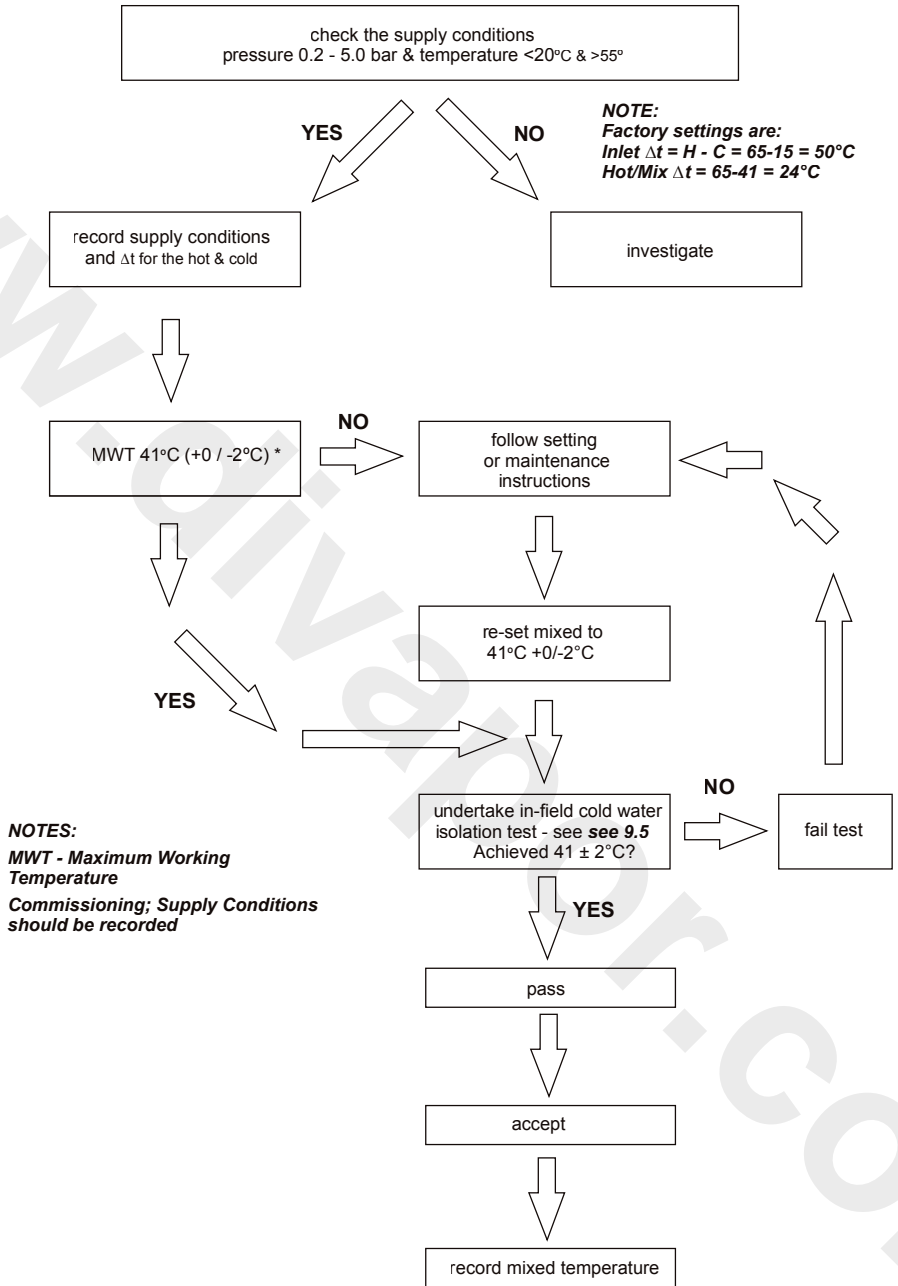 check the supply conditions
pressure 0.2 - 5.0 bar & temperature <20ºC & >55º
YES
NO
NOTE:
Factory settings are:
Inlet ∆t = H - C = 65-15 = 50°C
Hot/Mix ∆t = 65-41 = 24°C
record supply conditions
and ∆t for the hot & cold
investigate
MWT 41ºC (+0 / -2ºC) *
NO
follow setting
or maintenance
instructions
re-set mixed to
41ºC +0/-2°C
YES
undertake in-field cold water
isolation test - see see 9.5
Achieved 41 ± 2°C?
NO
fail test
NOTES:
MWT - Maximum Working
Temperature
Commissioning; Supply Conditions
should be recorded
YES
pass
accept
record mixed temperature
www.divapor.com